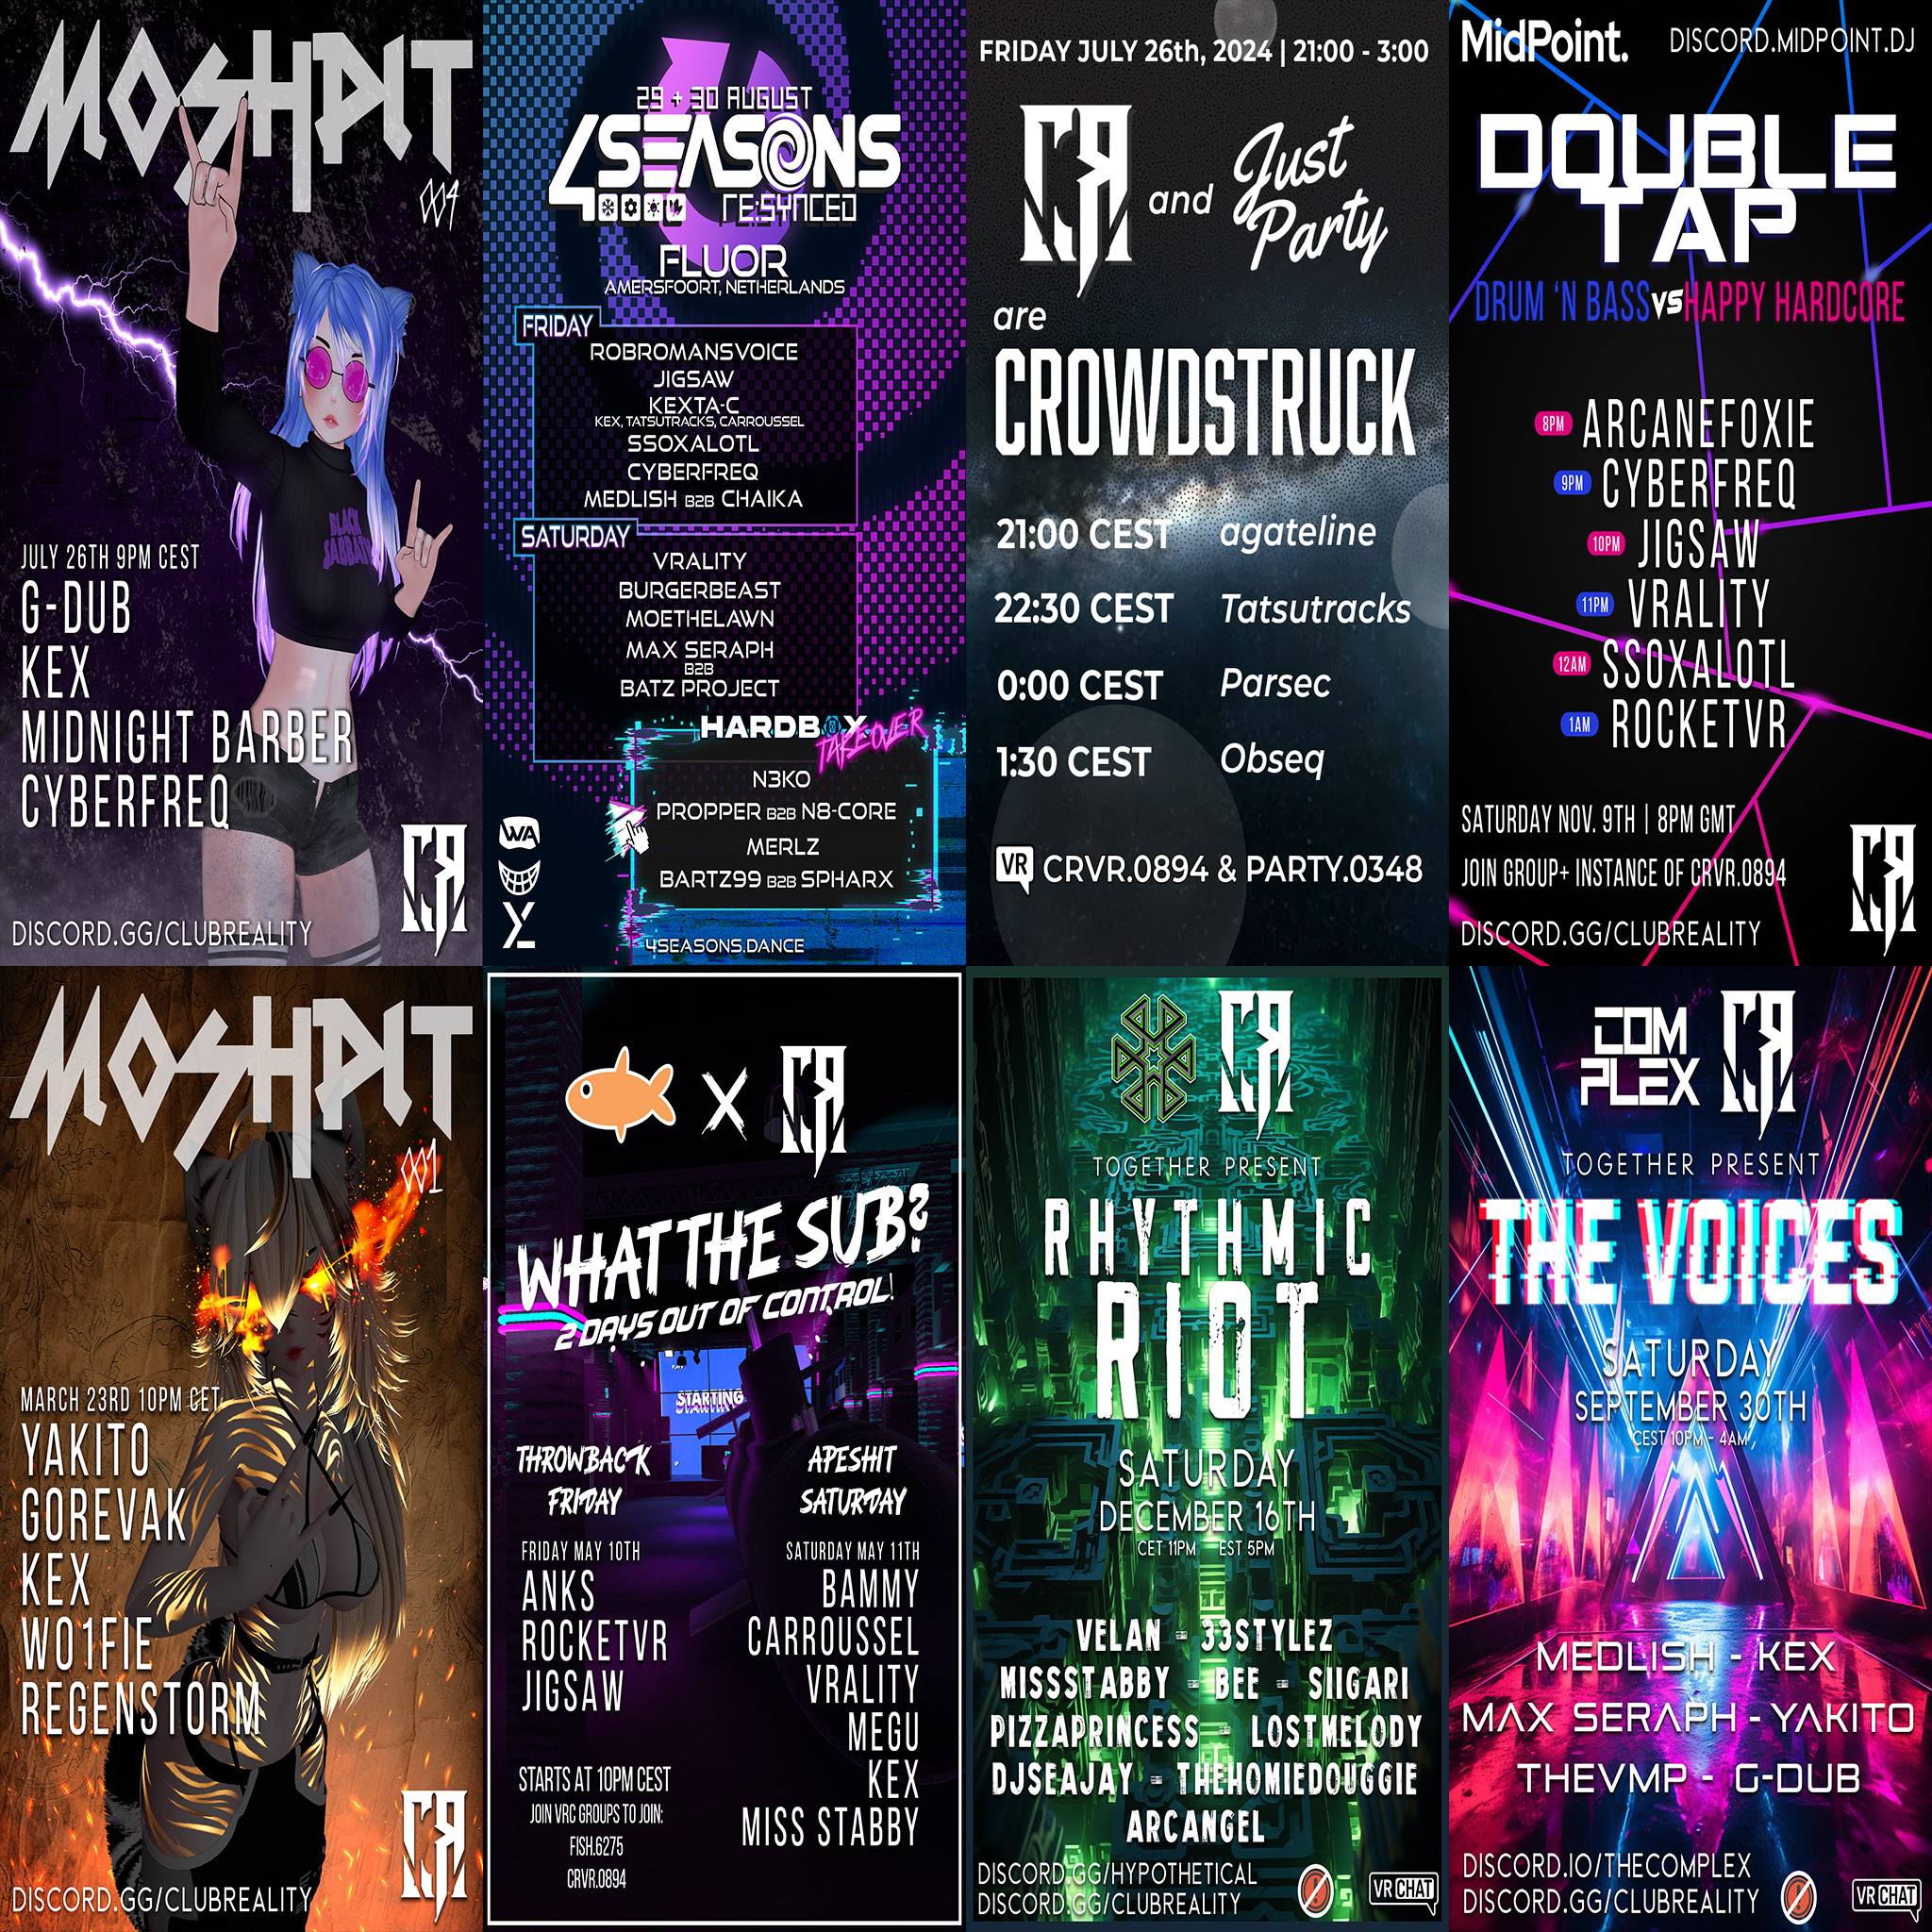 MOSHPIT
004
BLACK
SABBATH
JULY 26TH 9PM CEST
G-DUB
KEX
MIDNIGHT BARBER
CYBERFREQ
CR
DISCORD.GG/CLUBREALITY
29 + 30 AUGUST
4SEASONS
RE:SYNCED
FLUOR
AMERSFOORT, NETHERLANDS
FRIDAY
ROBROMANSVOICE
JIGSAW
KEXTA-C
KEX, TATSUTRACKS, CARROUSSEL
SSOXALOTL
CYBERFREQ
MEDLISH B2B CHAIKA
SATURDAY
VRALITY
BURGERBEAST
MOETHELAWN
MAX SERAPH
B2B
BATZ PROJECT
HARDBOX
TAKEOVER
N3KO
PROPPER B2B N8-CORE
MERLZ
BARTZ99 B2B SPHARX
WA
4SEASONS.DANCE
FRIDAY JULY 26th, 2024 | 21:00 - 3:00
CR and Just Party
are
CROWDSTRUCK
21:00 CEST agateline
22:30 CEST Tatsutracks
0:00 CEST Parsec
1:30 CEST Obseq
VR CRVR.0894 & PARTY.0348
MidPoint. DISCORD.MIDPOINT.DJ
DOUBLE
TAP
DRUM 'N BASS VS HAPPY HARDCORE
8PM ARCANEFOXIE
9PM CYBERFREQ
10PM JIGSAW
11PM VRALITY
12AM SSOXALOTL
1AM ROCKETVR
SATURDAY NOV. 9TH | 8PM GMT
JOIN GROUP+ INSTANCE OF CRVR.0894
DISCORD.GG/CLUBREALITY
CR
MOSHPIT
001
MARCH 23RD 10PM CET
YAKITO
GOREVAK
KEX
WO1FIE
REGENSTORM
CR
DISCORD.GG/CLUBREALITY
X CR
WHAT THE SUB?
2 DAYS OUT OF CONTROL!
STARTING
THROWBACK
FRIDAY
FRIDAY MAY 10TH
ANKS
ROCKETVR
JIGSAW
STARTS AT 10PM CEST
JOIN VRC GROUPS TO JOIN:
FISH.6275
CRVR.0894
APESHIT
SATURDAY
SATURDAY MAY 11TH
BAMMY
CARROUSSEL
VRALITY
MEGU
KEX
MISS STABBY
CR
TOGETHER PRESENT
RHYTHMIC
RIOT
SATURDAY
DECEMBER 16TH
CET 11PM EST 5PM
VELAN - 33STYLEZ
MISSSTABBY - BEE - SIIGARI
PIZZAPRINCESS - LOSTMELODY
DJSEAJAY - THEHOMIEDOUGGIE
ARCANGEL
DISCORD.GG/HYPOTHETICAL
DISCORD.GG/CLUBREALITY
VRCHAT
COM
PLEX
CR
TOGETHER PRESENT
THE VOICES
SATURDAY
SEPTEMBER 30TH
CEST 10PM - 4AM
MEDLISH - KEX
MAX SERAPH - YAKITO
THEVMP - G-DUB
DISCORD.IO/THECOMPLEX
DISCORD.GG/CLUBREALITY
VRCHAT